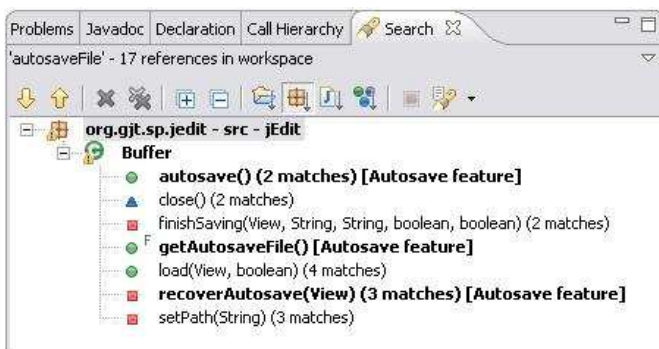 Problems Javadoc Declaration Call Hierarchy Search
'autosaveFile' - 17 references in workspace
org.gjt.sp.jedit - src - jEdit
Buffer
autosave() (2 matches) [Autosave feature]
close() (2 matches)
finishSaving(View, String, String, boolean, boolean) (2 matches)
F getAutosaveFile() [Autosave feature]
load(View, boolean) (4 matches)
recoverAutosave(View) (3 matches) [Autosave feature]
setPath(String) (3 matches)